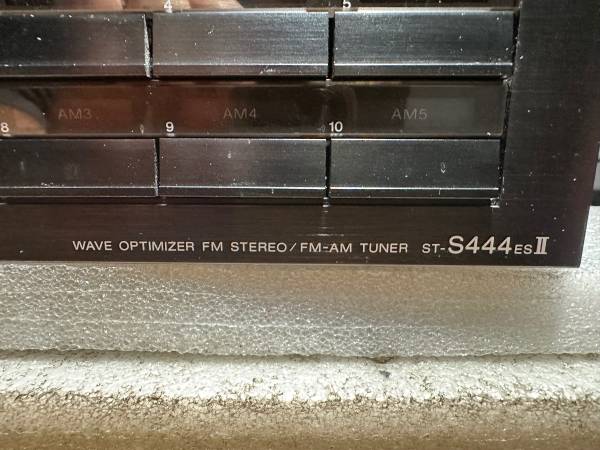 4 5
AM3 AM4 AM5
8 9 10
WAVE OPTIMIZER FM STEREO/FM-AM TUNER ST-S444ESⅡ